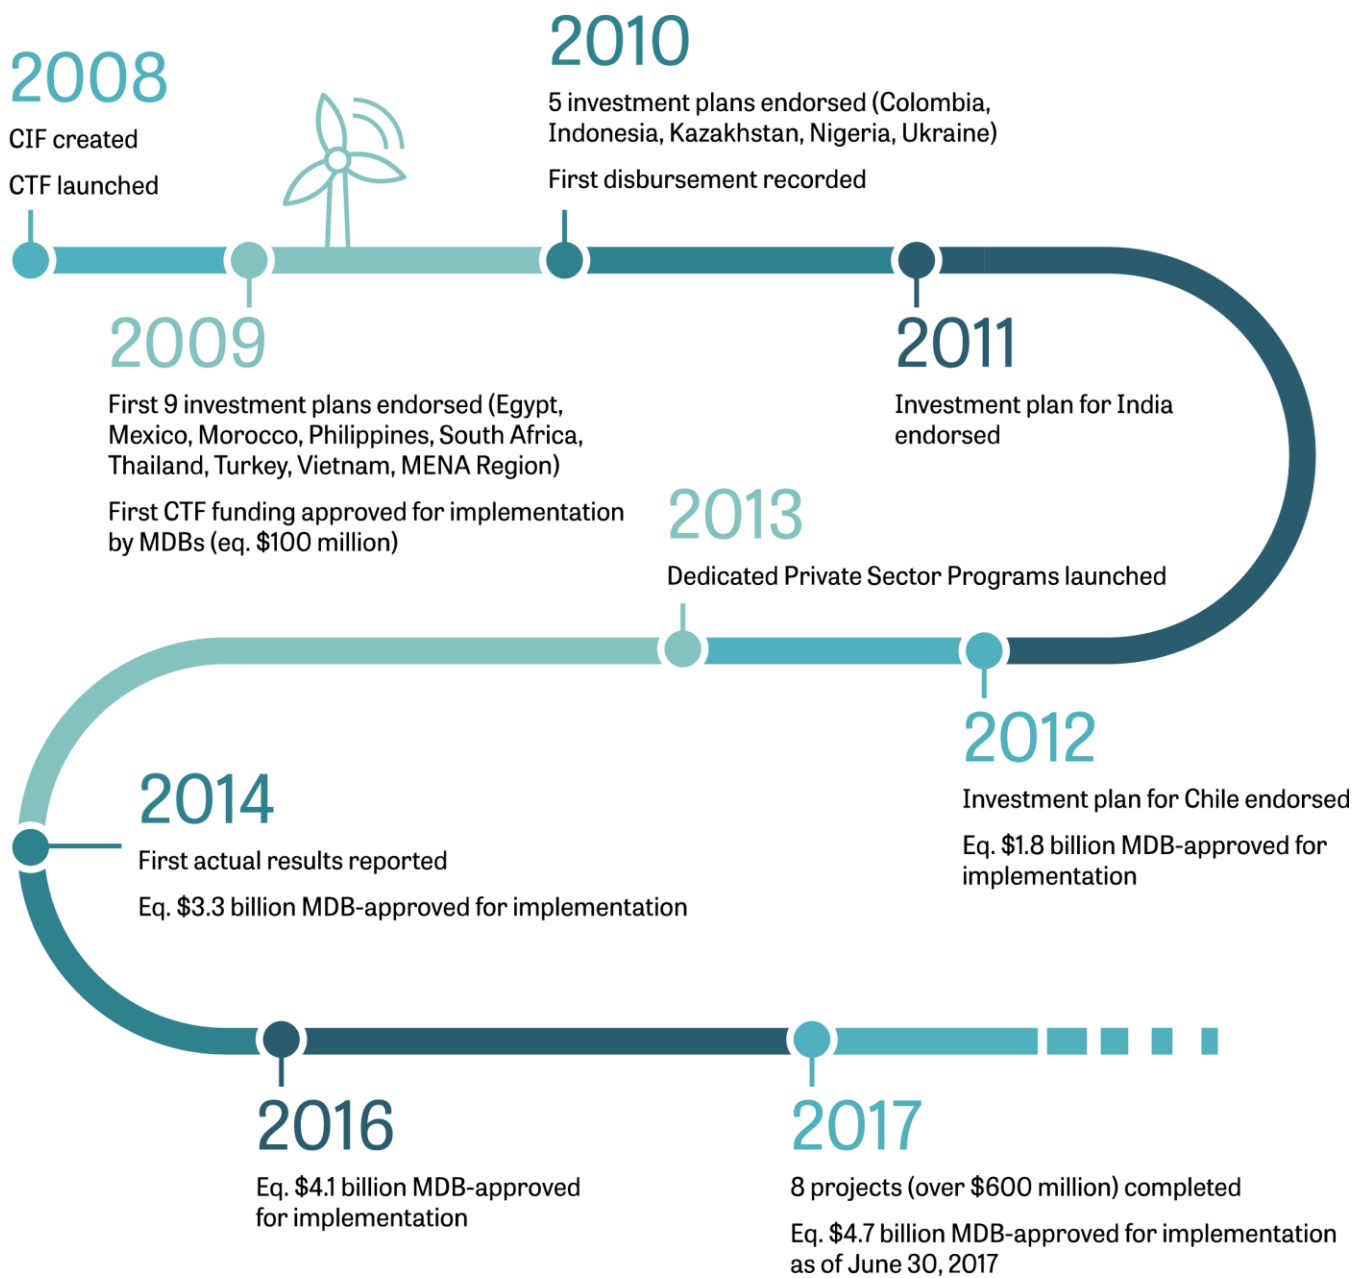 2008
CIF created
CTF launched
2009
First 9 investment plans endorsed (Egypt,
Mexico, Morocco, Philippines, South Africa,
Thailand, Turkey, Vietnam, MENA Region)
First CTF funding approved for implementation
by MDBs (eq. $100 million)
2010
5 investment plans endorsed (Colombia,
Indonesia, Kazakhstan, Nigeria, Ukraine)
First disbursement recorded
2011
Investment plan for India
endorsed
2012
Investment plan for Chile endorsed
Eq. $1.8 billion MDB-approved for
implementation
2013
Dedicated Private Sector Programs launched
2014
First actual results reported
Eq. $3.3 billion MDB-approved for implementation
2016
Eq. $4.1 billion MDB-approved
for implementation
2017
8 projects (over $600 million) completed
Eq. $4.7 billion MDB-approved for implementation
as of June 30, 2017